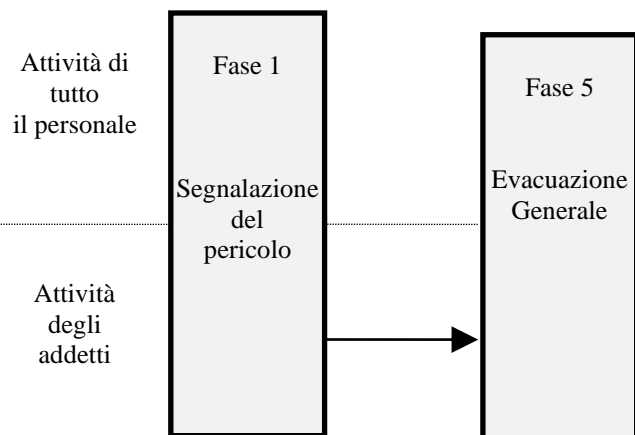 Attività di
tutto
il personale
Fase 1
Segnalazione
del
pericolo
Fase 5
Evacuazione
Generale
Attività
degli
addetti